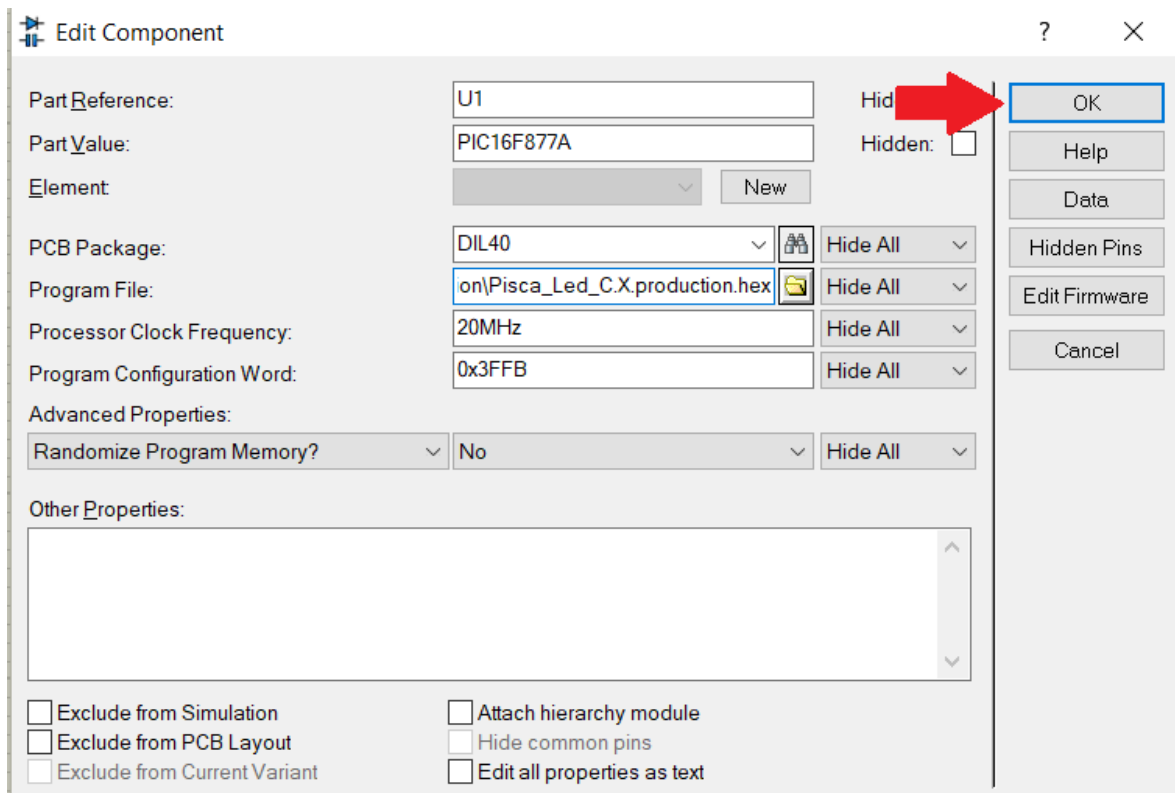 Edit Component ? X
Part Reference: U1 OK
Part Value: PIC16F877A Hidden: Help
Element: New Data
PCB Package: DIL40 Hide All Hidden Pins
Program File: on\Pisca_Led_C.X.production.hex Hide All Edit Firmware
Processor Clock Frequency: 20MHz Hide All
Program Configuration Word: 0x3FFB Hide All Cancel
Advanced Properties:
Randomize Program Memory? No Hide All
Other Properties:
Exclude from Simulation Attach hierarchy module
Exclude from PCB Layout Hide common pins
Exclude from Current Variant Edit all properties as text